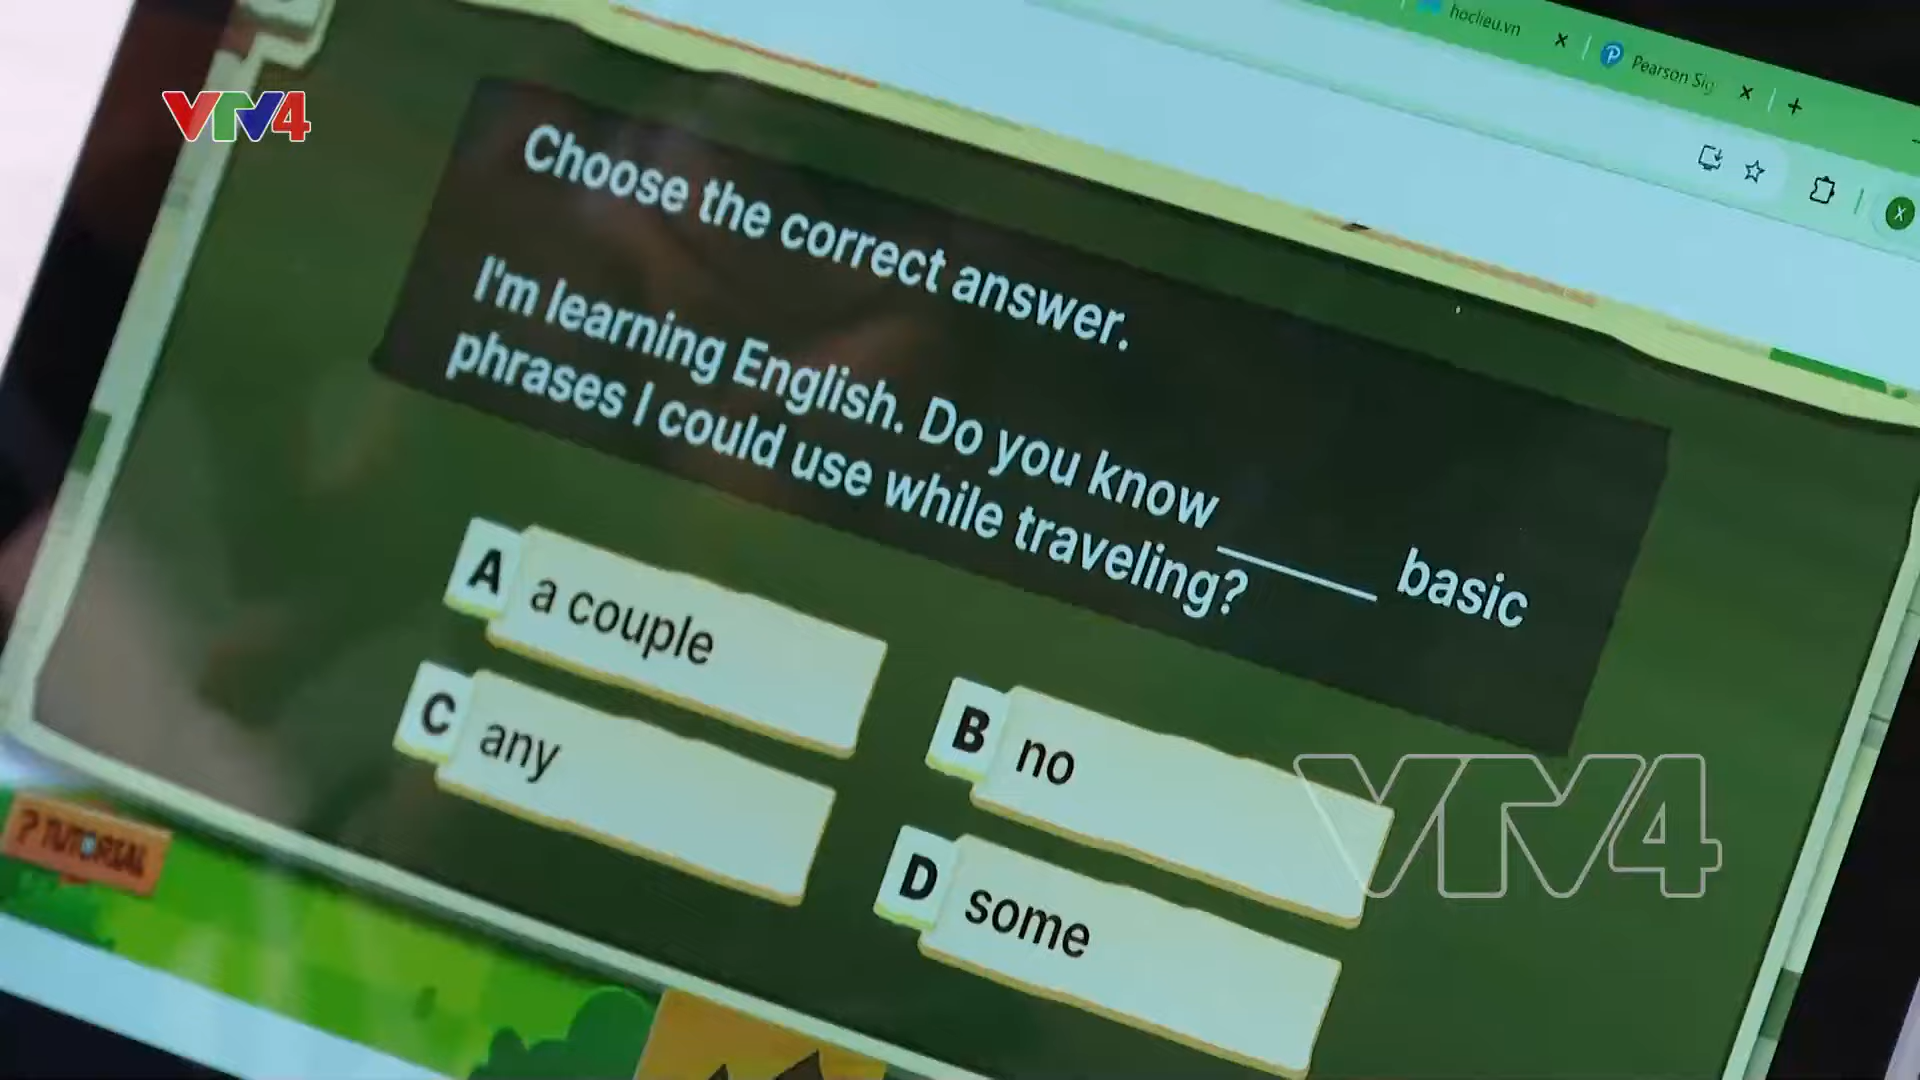 hoclieu.vn
Pearson Sig
VTV4
Choose the correct answer.
I'm learning English. Do you know ______ basic
phrases I could use while traveling?
A a couple
B no
C any
D some
? TUTORIAL
VTV4